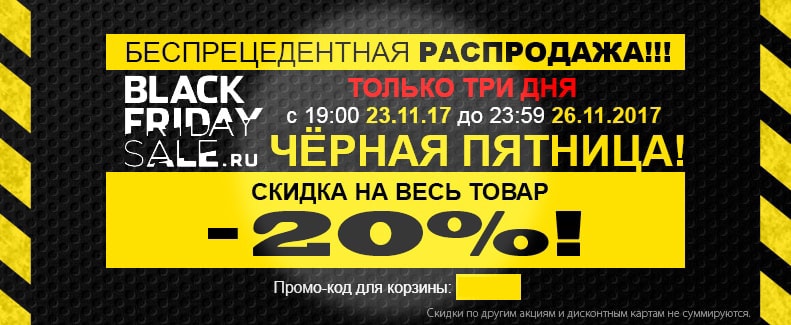 БЕСПРЕЦЕДЕНТНАЯ РАСПРОДАЖА!!!
BLACK
FRIDAY
SALE.RU
ТОЛЬКО ТРИ ДНЯ
с 19:00 23.11.17 до 23:59 26.11.2017
ЧЁРНАЯ ПЯТНИЦА!
СКИДКА НА ВЕСЬ ТОВАР
-20%!
Промо-код для корзины:
Скидки по другим акциям и дисконтным картам не суммируются.